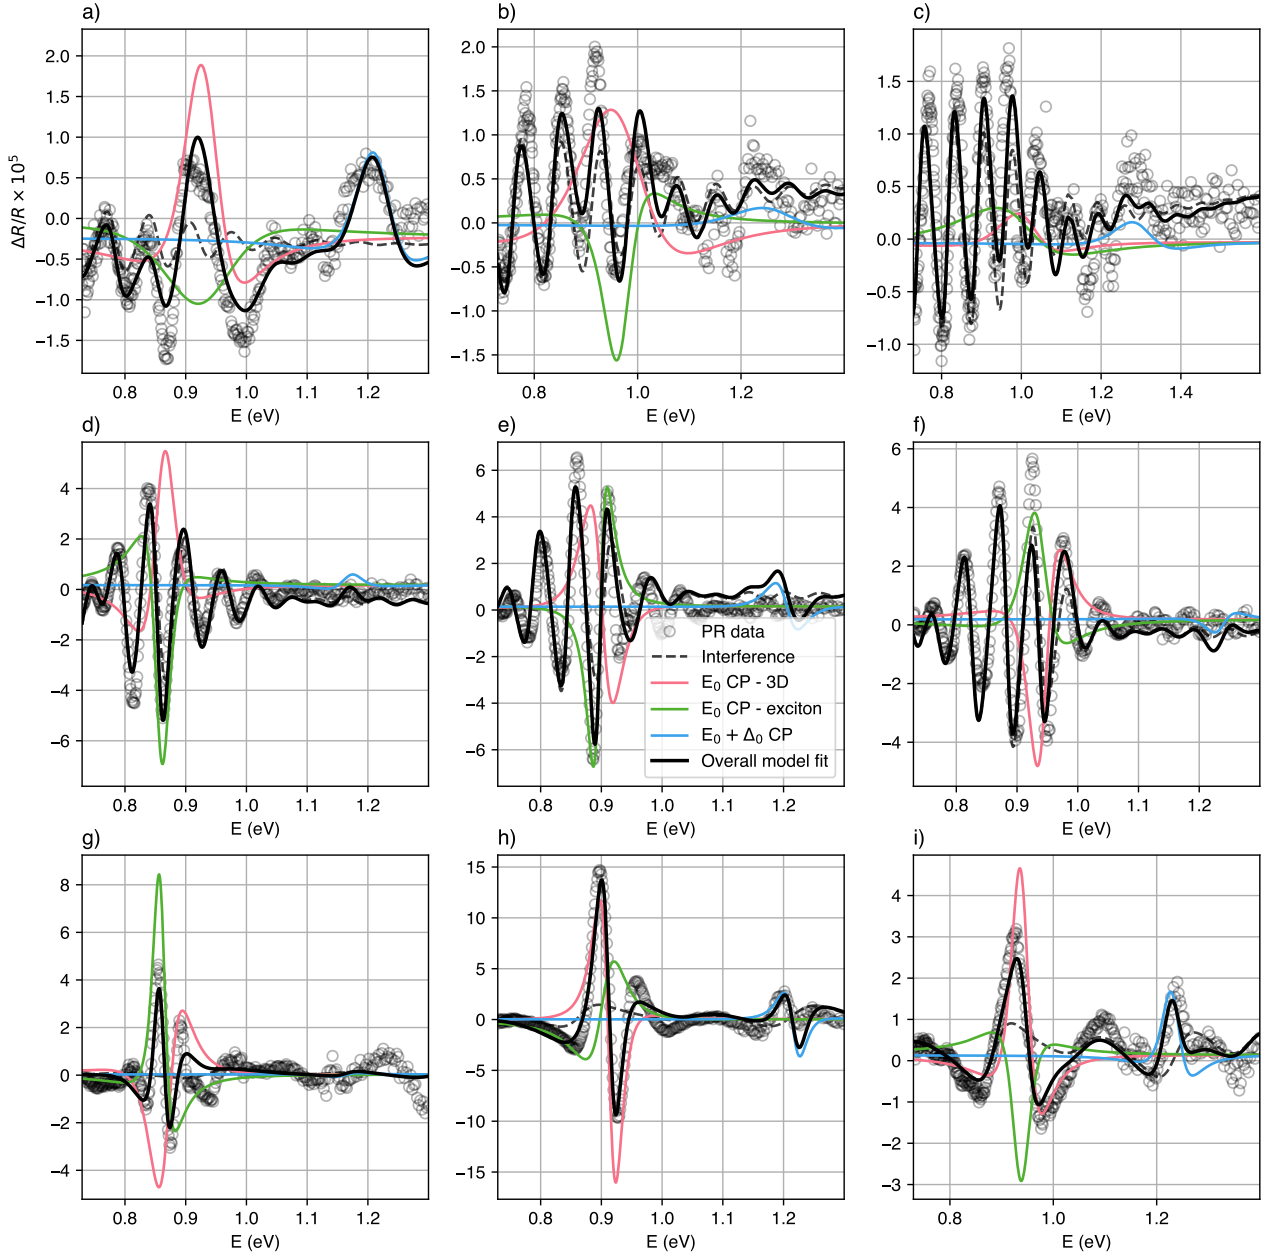 a)
b)
c)
ΔR/R × 10⁵
2.0
1.5
1.0
0.5
0.0
−0.5
−1.0
−1.5
0.8 0.9 1.0 1.1 1.2
E (eV)
2.0
1.5
1.0
0.5
0.0
−0.5
−1.0
−1.5
0.8 1.0 1.2
E (eV)
1.5
1.0
0.5
0.0
−0.5
−1.0
0.8 1.0 1.2 1.4
E (eV)
d)
e)
f)
4
2
0
−2
−4
−6
0.8 0.9 1.0 1.1 1.2
E (eV)
6
4
2
0
−2
−4
−6
PR data
Interference
E₀ CP - 3D
E₀ CP - exciton
E₀ + Δ₀ CP
Overall model fit
0.8 0.9 1.0 1.1 1.2
E (eV)
6
4
2
0
−2
−4
0.8 0.9 1.0 1.1 1.2
E (eV)
g)
h)
i)
8
6
4
2
0
−2
−4
0.8 0.9 1.0 1.1 1.2
E (eV)
15
10
5
0
−5
−10
−15
0.8 0.9 1.0 1.1 1.2
E (eV)
4
3
2
1
0
−1
−2
−3
0.8 1.0 1.2
E (eV)